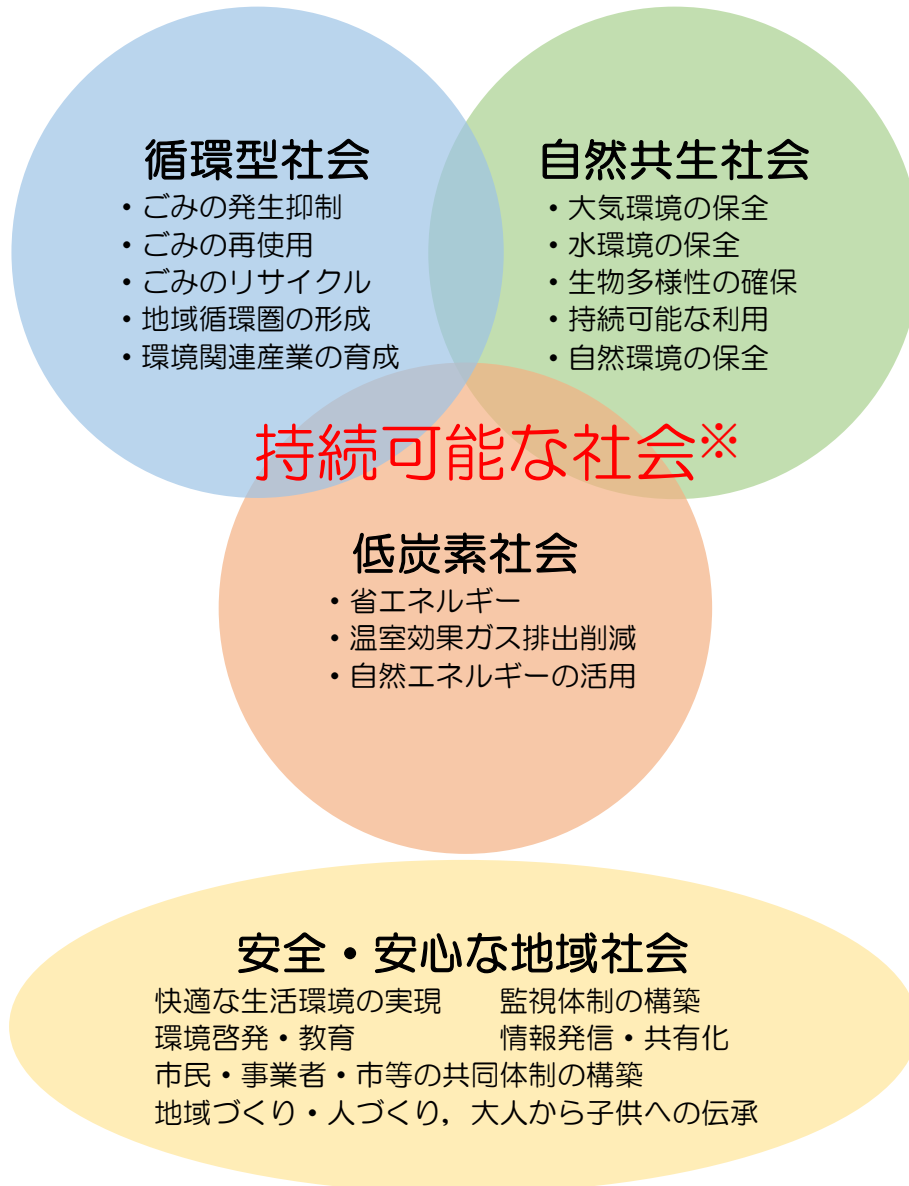 循環型社会
・ごみの発生抑制
・ごみの再使用
・ごみのリサイクル
・地域循環圏の形成
・環境関連産業の育成
自然共生社会
・大気環境の保全
・水環境の保全
・生物多様性の確保
・持続可能な利用
・自然環境の保全
持続可能な社会※
低炭素社会
・省エネルギー
・温室効果ガス排出削減
・自然エネルギーの活用
安全・安心な地域社会
快適な生活環境の実現　　監視体制の構築
環境啓発・教育　　　　　情報発信・共有化
市民・事業者・市等の共同体制の構築
地域づくり・人づくり，大人から子供への伝承